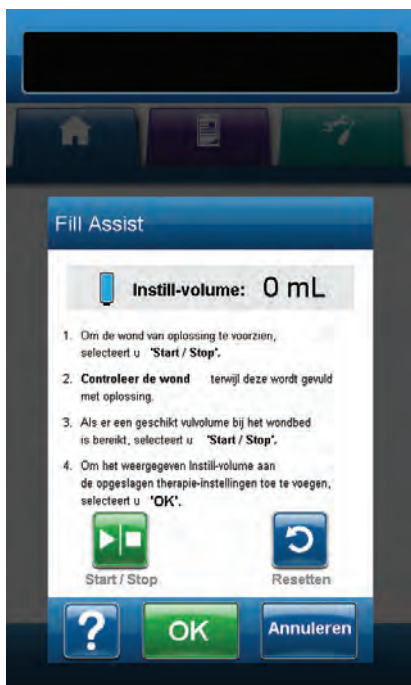 Fill Assist
Instill-volume: 0 mL
1. Om de wond van oplossing te voorzien,
selecteert u "Start / Stop".
2. Controleer de wond terwijl deze wordt gevuld
met oplossing.
3. Als er een geschikt vulvolume bij het wondbed
is bereikt, selecteert u "Start / Stop".
4. Om het weergegeven Instill-volume aan
de opgeslagen therapie-instellingen toe te voegen,
selecteert u "OK".
Start / Stop Resetten
? OK Annuleren